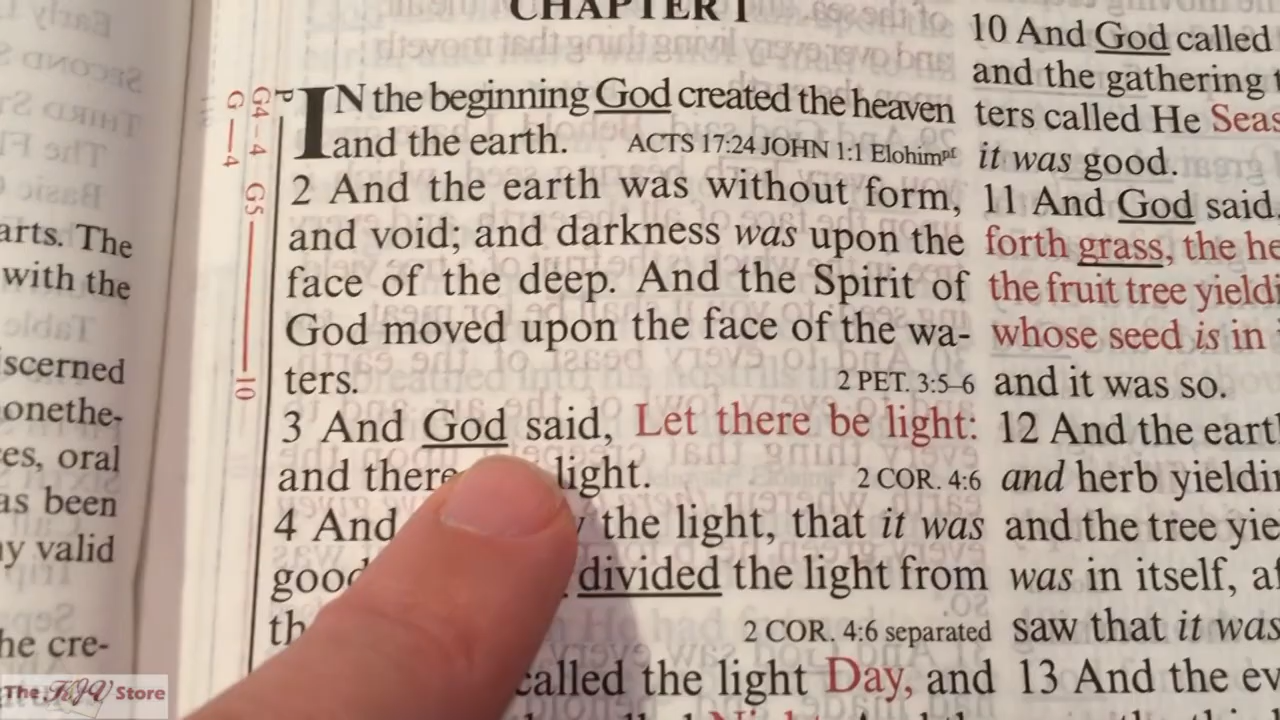 arts. The
with the
scerned
onethe-
es, oral
as been
y valid
he cre-
CHAPTER 1
G4-4
G-4
G5-10
P
IN the beginning God created the heaven
and the earth. ACTS 17:24 JOHN 1:1 Elohimpf
2 And the earth was without form,
and void; and darkness was upon the
face of the deep. And the Spirit of
God moved upon the face of the wa-
ters. 2 PET. 3:5-6
3 And God said, Let there be light:
and there light. 2 COR. 4:6
4 And the light, that it was
good divided the light from
th 2 COR. 4:6 separated
called the light Day, and
10 And God called
and the gathering t
ters called He Seas
it was good.
11 And God said,
forth grass, the he
the fruit tree yieldi
whose seed is in
and it was so.
12 And the eart
and herb yieldin
and the tree yie
was in itself, af
saw that it was
13 And the ev
The KJV Store